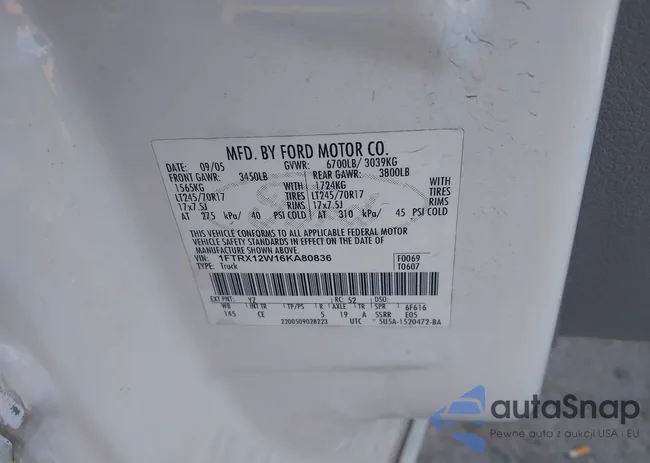 MFD. BY FORD MOTOR CO.
DATE: 09/05 GVWR: 6700LB/ 3039KG
FRONT GAWR: 3450LB REAR GAWR: 3800LB
1565KG WITH 1724KG WITH
LT245/70R17 TIRES LT245/70R17 TIRES
17x7.5J RIMS 17x7.5J RIMS
AT 275 kPa/ 40 PSI COLD AT 310 kPa/ 45 PSI COLD
THIS VEHICLE CONFORMS TO ALL APPLICABLE FEDERAL MOTOR
VEHICLE SAFETY STANDARDS IN EFFECT ON THE DATE OF
MANUFACTURE SHOWN ABOVE.
VIN: 1FTRX12W16KA80836 F0069
TYPE: Truck T0607
EXT PNT: YZ RC: 52 DSO:
WB INT TR TP/PS R AXLE TR SPR 6F616
145 CE 5 19 A SSRR E05
2200509028223 UTC 5U5A-1520472-BA
Ford
autaSnap
Pewne auta z aukcji USA i EU